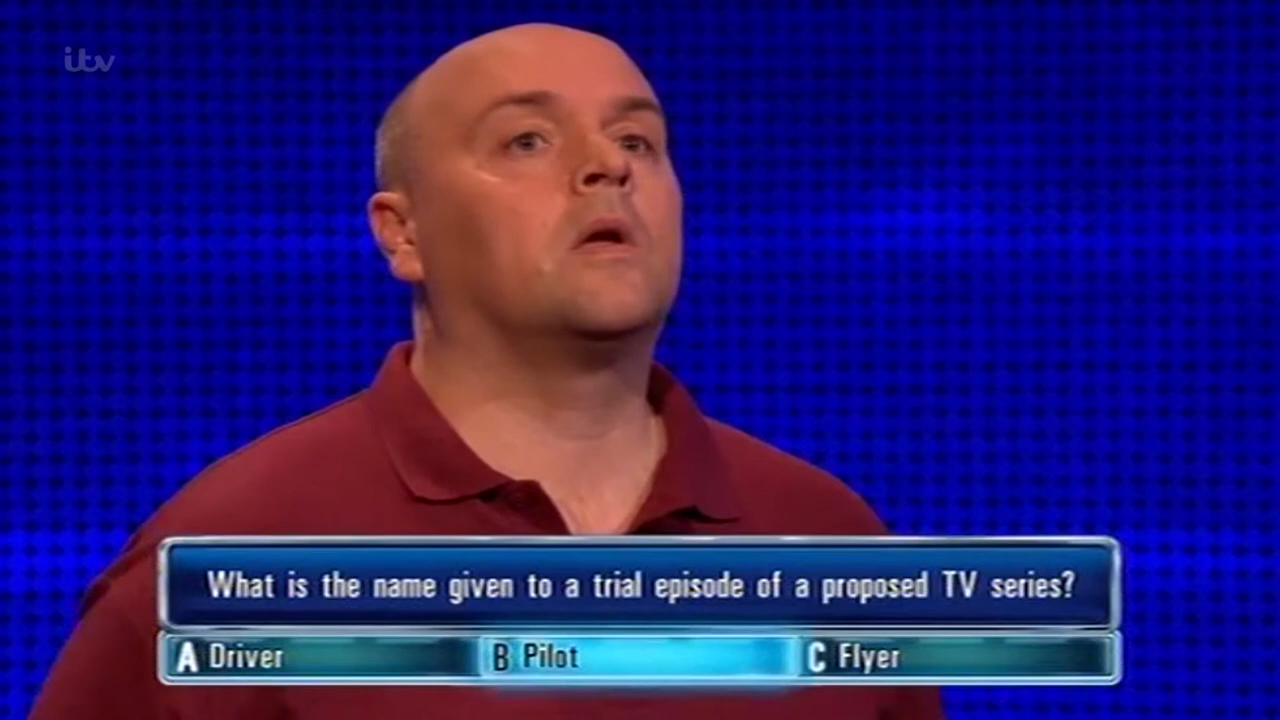 itv
What is the name given to a trial episode of a proposed TV series?
A Driver B Pilot C Flyer